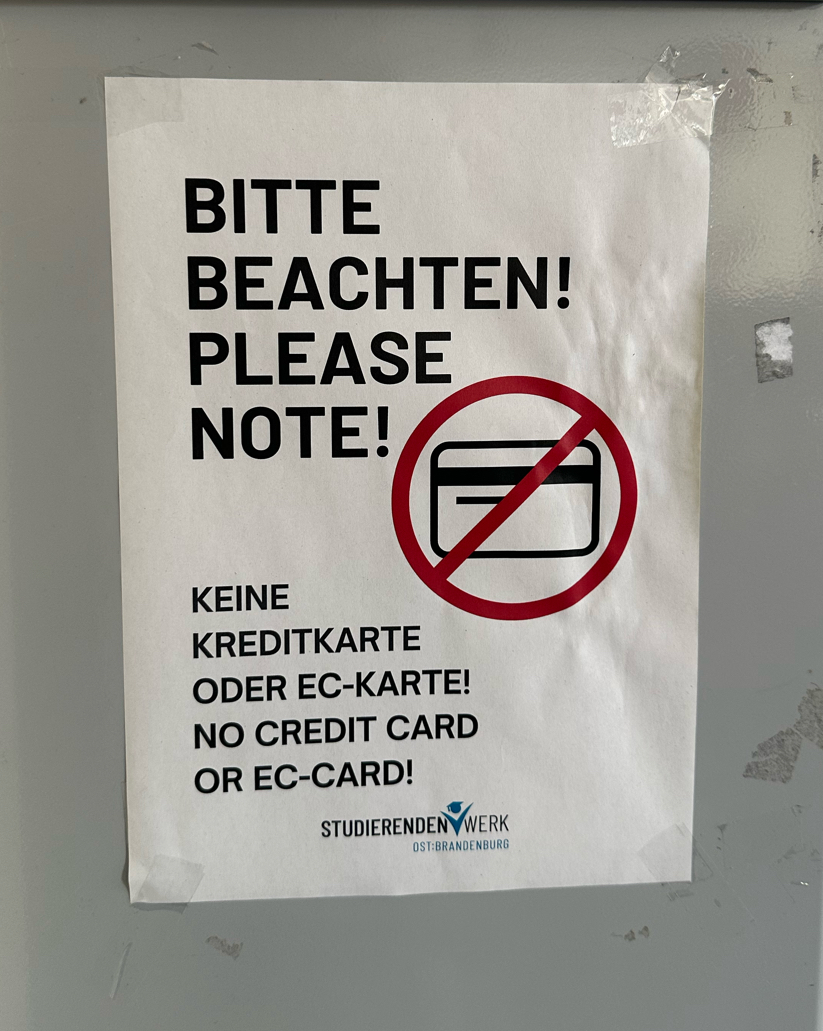 BITTE
BEACHTEN!
PLEASE
NOTE!
KEINE
KREDITKARTE
ODER EC-KARTE!
NO CREDIT CARD
OR EC-CARD!
STUDIERENDENWERK
OST:BRANDENBURG